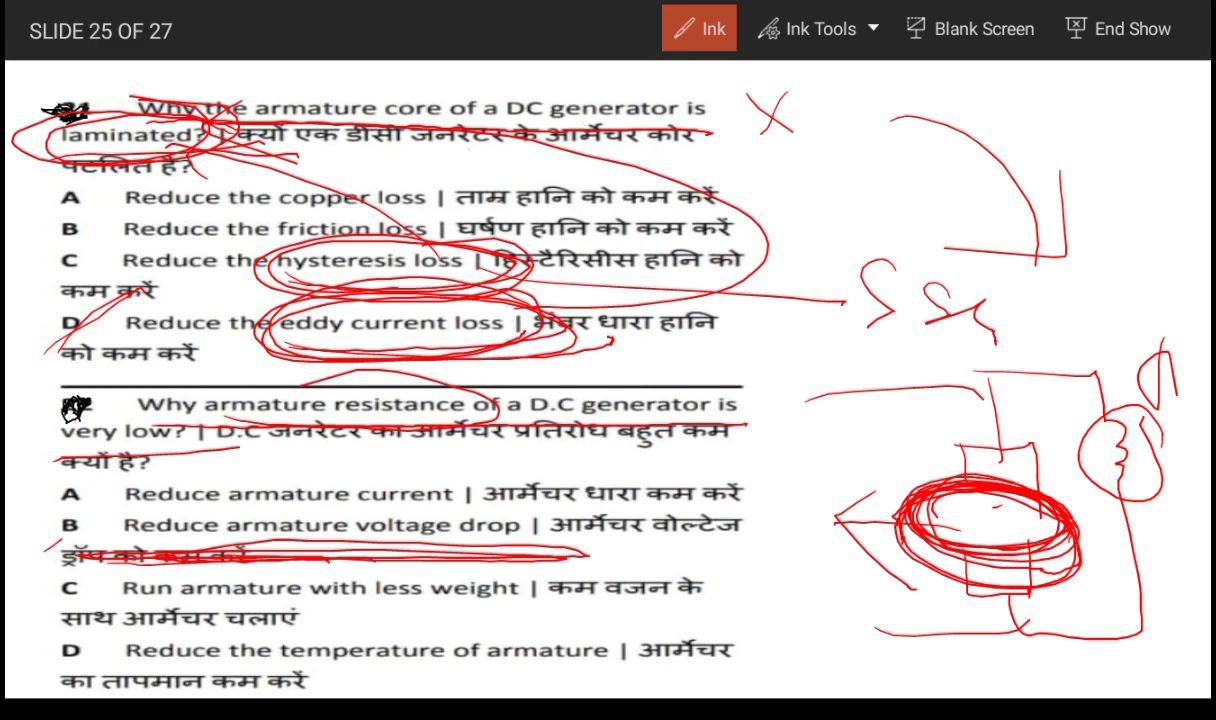 SLIDE 25 OF 27
Ink Ink Tools Blank Screen End Show
Why the armature core of a DC generator is
laminated? | क्यों एक डीसी जनरेटर के आर्मेचर कोर
पटलित है?
A Reduce the copper loss | ताम्र हानि को कम करें
B Reduce the friction loss | घर्षण हानि को कम करें
C Reduce the hysteresis loss | हिस्टैरिसीस हानि को
कम करें
D Reduce the eddy current loss | भंवर धारा हानि
को कम करें
Why armature resistance of a D.C generator is
very low? | D.C जनरेटर का आर्मेचर प्रतिरोध बहुत कम
क्यों है?
A Reduce armature current | आर्मेचर धारा कम करें
B Reduce armature voltage drop | आर्मेचर वोल्टेज
ड्रॉप को कम करें
C Run armature with less weight | कम वजन के
साथ आर्मेचर चलाएं
D Reduce the temperature of armature | आर्मेचर
का तापमान कम करें